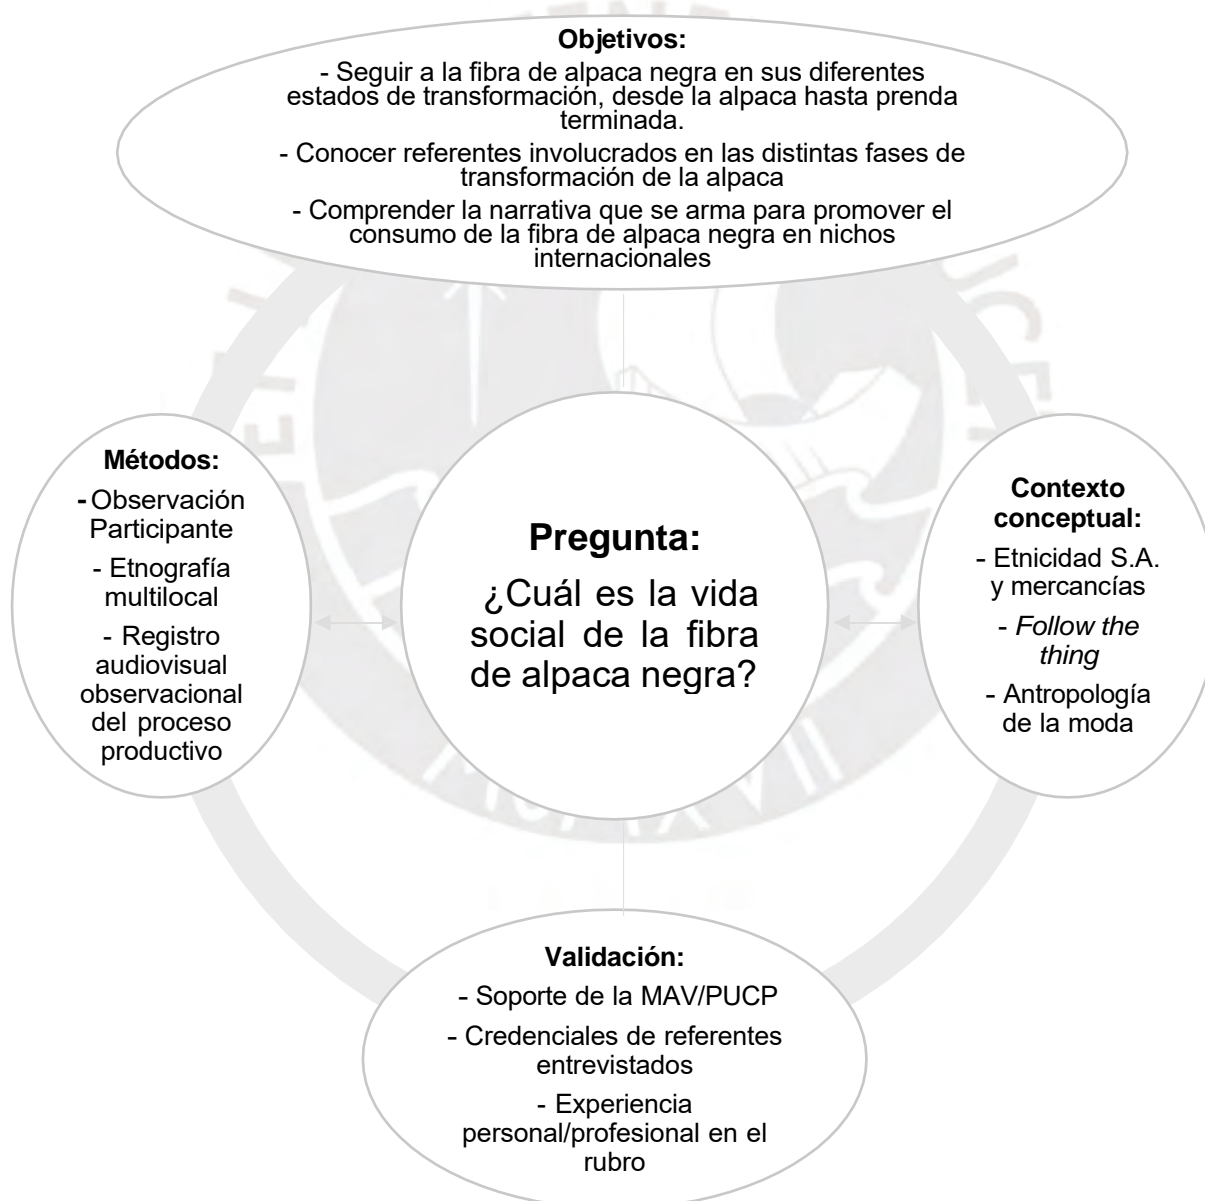 Objetivos:
- Seguir a la fibra de alpaca negra en sus diferentes
estados de transformación, desde la alpaca hasta prenda
terminada.
- Conocer referentes involucrados en las distintas fases de
transformación de la alpaca
- Comprender la narrativa que se arma para promover el
consumo de la fibra de alpaca negra en nichos
internacionales
Métodos:
- Observación
Participante
- Etnografía
multilocal
- Registro
audiovisual
observacional
del proceso
productivo
Pregunta:
¿Cuál es la vida
social de la fibra
de alpaca negra?
Contexto
conceptual:
- Etnicidad S.A.
y mercancías
- Follow the
thing
- Antropología
de la moda
Validación:
- Soporte de la MAV/PUCP
- Credenciales de referentes
entrevistados
- Experiencia
personal/profesional en el
rubro